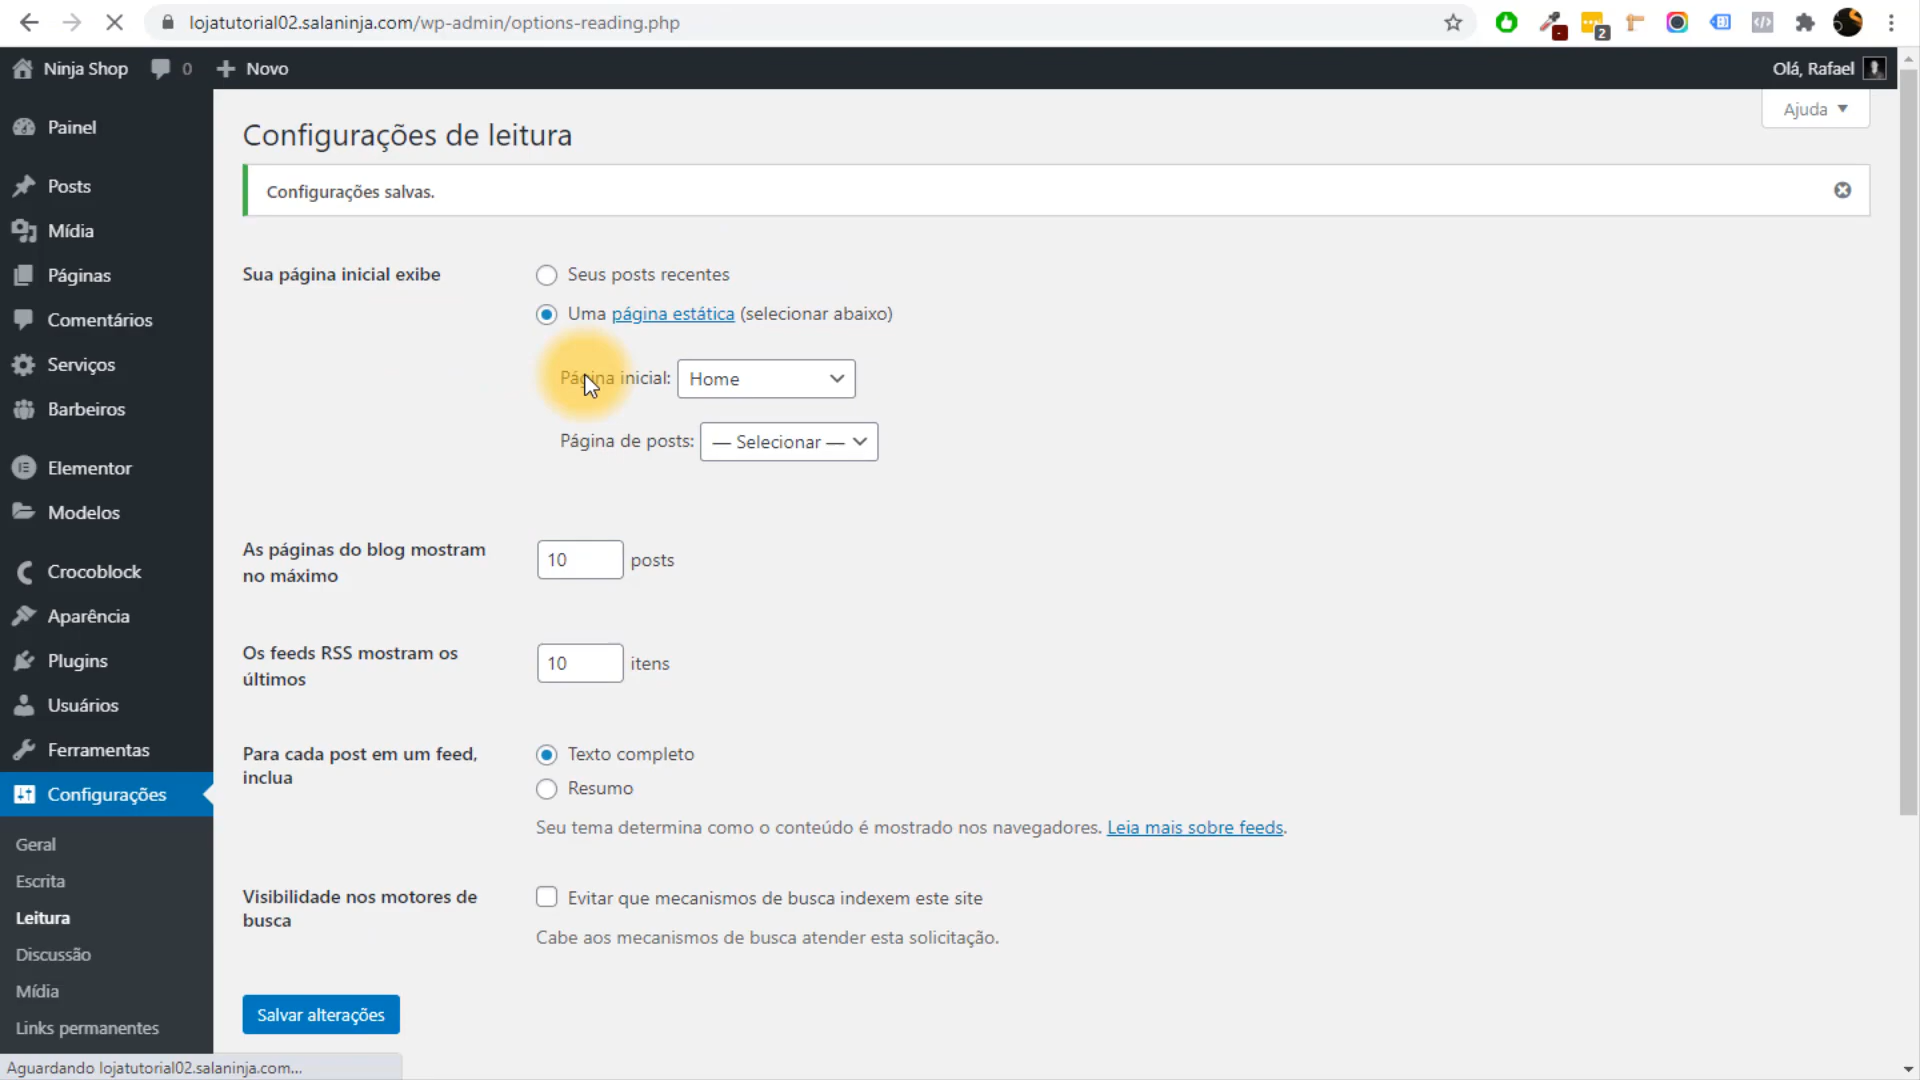 lojatutorial02.salaninja.com/wp-admin/options-reading.php
2
Ninja Shop
0
Novo
Olá, Rafael
Ajuda
Painel
Posts
Mídia
Páginas
Comentários
Serviços
Barbeiros
Elementor
Modelos
Crocoblock
Aparência
Plugins
Usuários
Ferramentas
Configurações
Geral
Escrita
Leitura
Discussão
Mídia
Links permanentes
Configurações de leitura
Configurações salvas.
Sua página inicial exibe
Seus posts recentes
Uma página estática (selecionar abaixo)
Página inicial: Home
Página de posts: — Selecionar —
As páginas do blog mostram
no máximo
10 posts
Os feeds RSS mostram os
últimos
10 itens
Para cada post em um feed,
inclua
Texto completo
Resumo
Seu tema determina como o conteúdo é mostrado nos navegadores. Leia mais sobre feeds.
Visibilidade nos motores de
busca
Evitar que mecanismos de busca indexem este site
Cabe aos mecanismos de busca atender esta solicitação.
Salvar alterações
Aguardando lojatutorial02.salaninja.com...